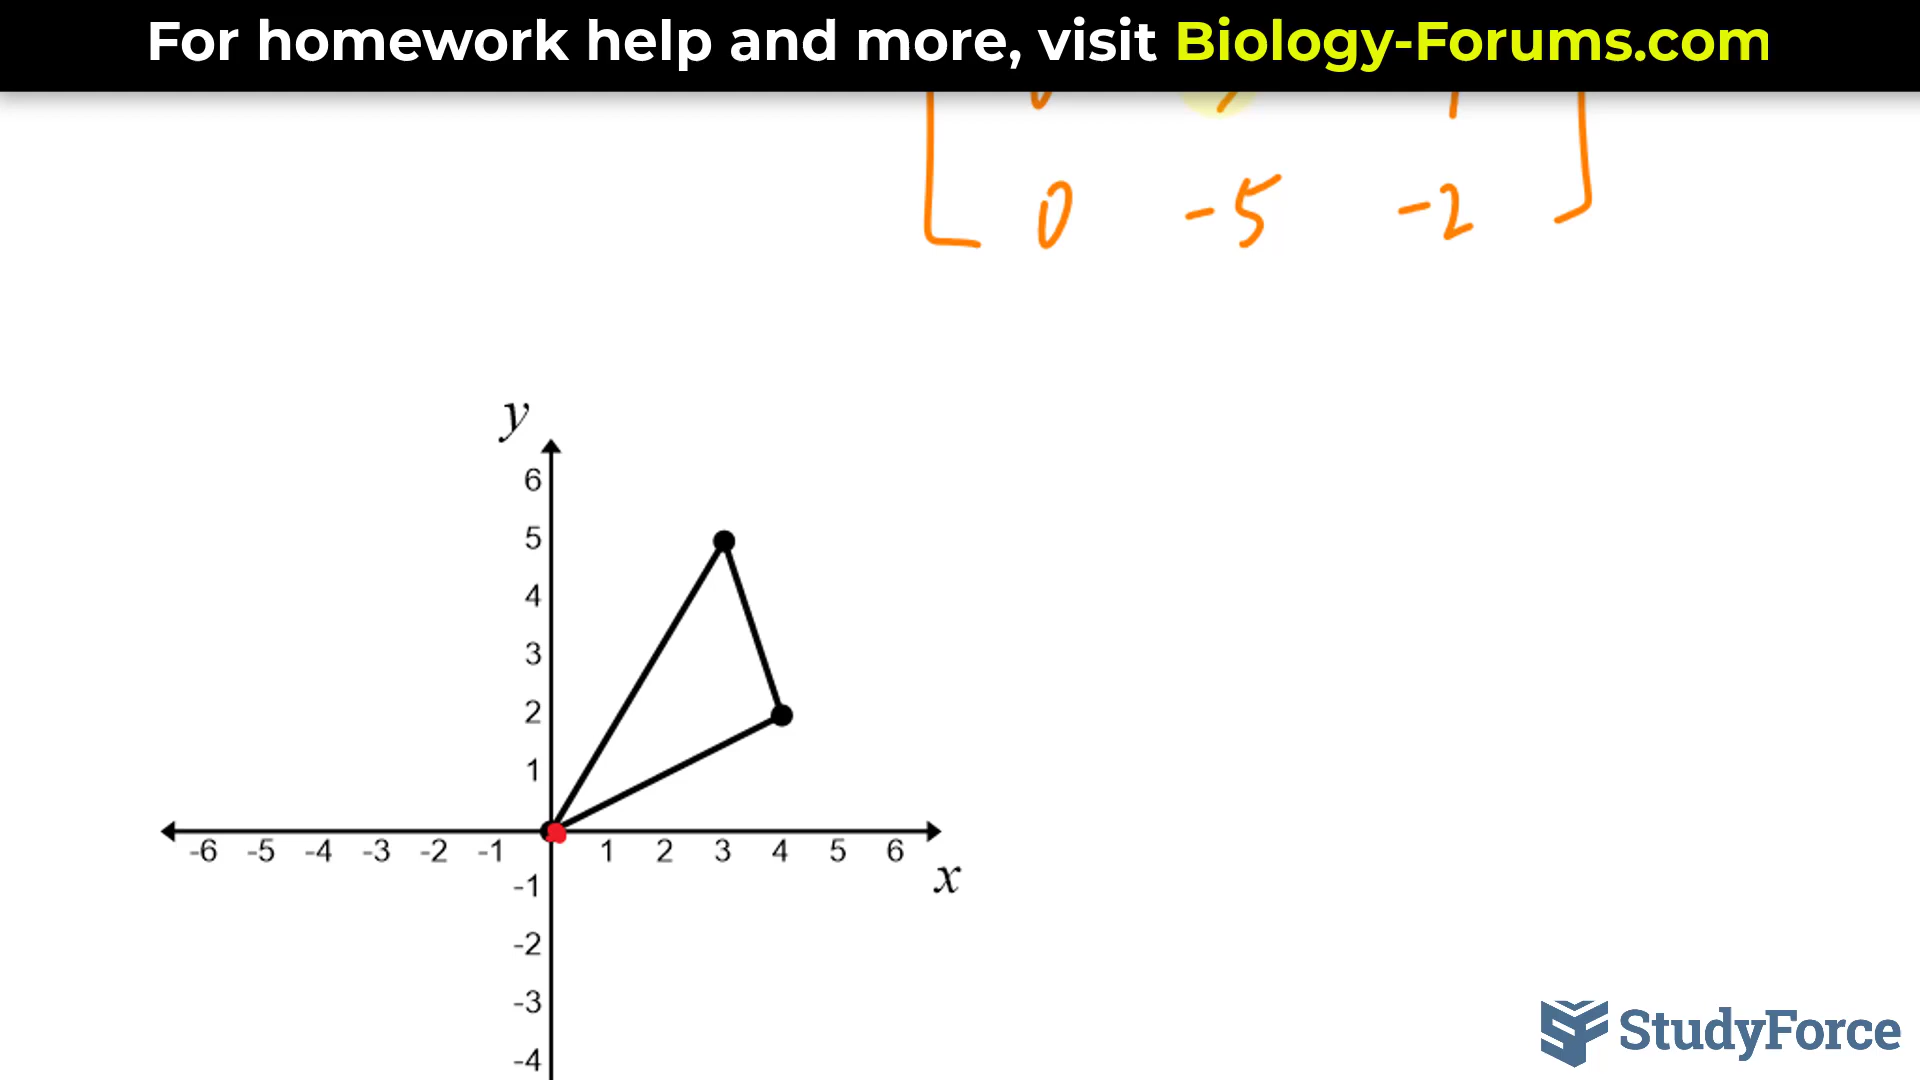 For homework help and more, visit Biology-Forums.com
0 -5 -2
y
6
5
4
3
2
1
-6 -5 -4 -3 -2 -1 1 2 3 4 5 6
x
-1
-2
-3
-4
StudyForce